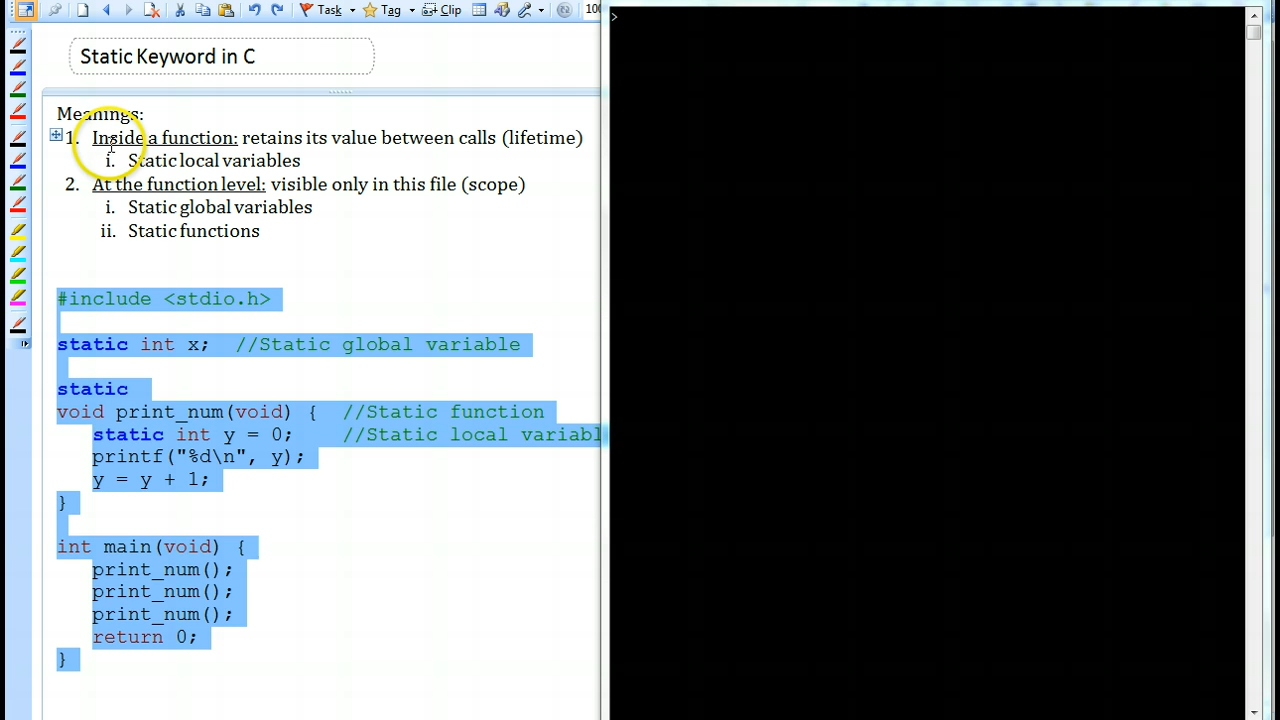 Task Tag Clip
Static Keyword in C
Meanings:
1. Inside a function: retains its value between calls (lifetime)
i. Static local variables
2. At the function level: visible only in this file (scope)
i. Static global variables
ii. Static functions
#include <stdio.h>
static int x; //Static global variable
static
void print_num(void) { //Static function
static int y = 0; //Static local variabl
printf("%d\n", y);
y = y + 1;
}
int main(void) {
print_num();
print_num();
print_num();
return 0;
}
>